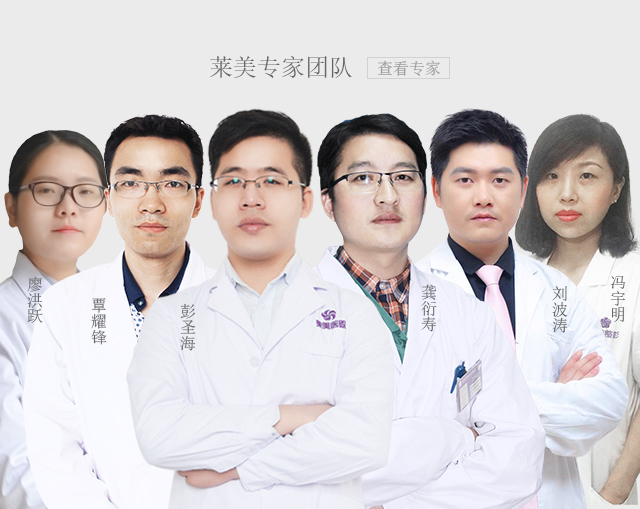 莱美专家团队 查看专家
廖洪跃
覃耀锋
彭圣海
龚衍寿
刘波涛
冯宇明